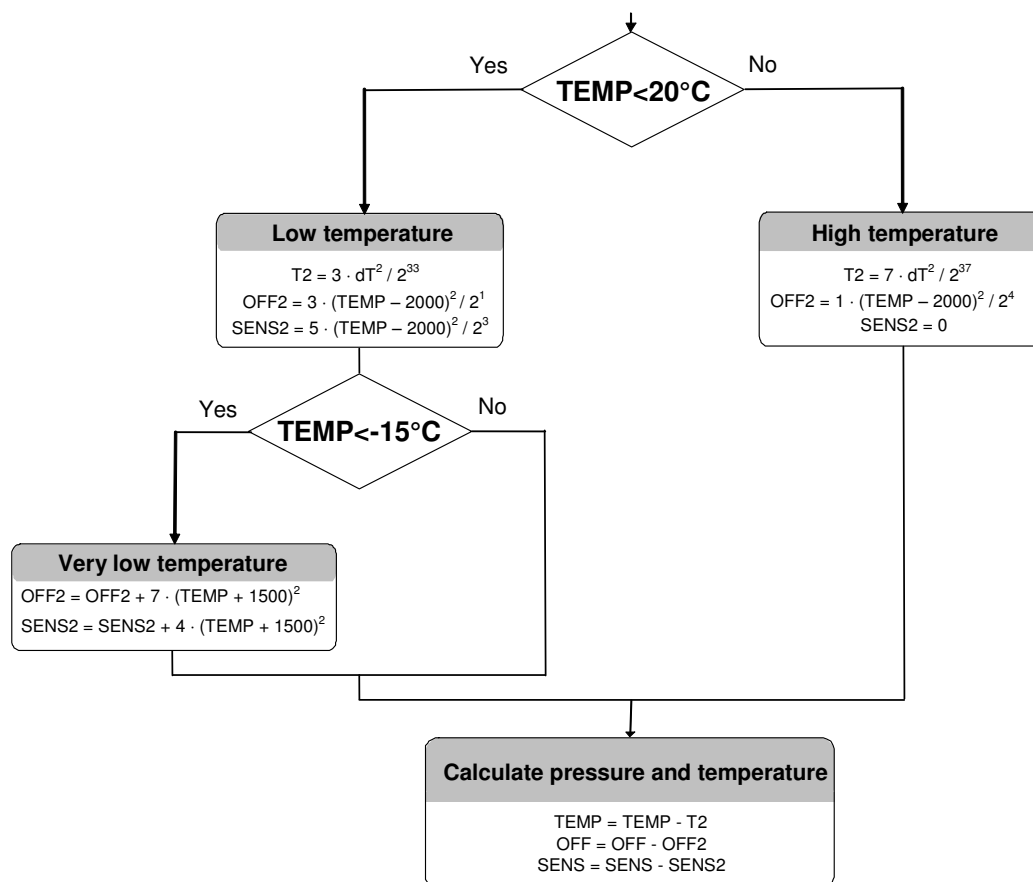 Yes
No
TEMP<20°C
Low temperature
T2 = 3 · dT² / 2³³
OFF2 = 3 · (TEMP – 2000)² / 2¹
SENS2 = 5 · (TEMP – 2000)² / 2³
High temperature
T2 = 7 · dT² / 2³⁷
OFF2 = 1 · (TEMP – 2000)² / 2⁴
SENS2 = 0
Yes
No
TEMP<-15°C
Very low temperature
OFF2 = OFF2 + 7 · (TEMP + 1500)²
SENS2 = SENS2 + 4 · (TEMP + 1500)²
Calculate pressure and temperature
TEMP = TEMP - T2
OFF = OFF - OFF2
SENS = SENS - SENS2